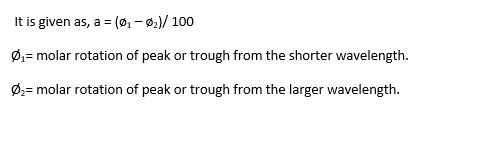 It is given as, a = (ø₁ – ø₂)/ 100
Ø₁= molar rotation of peak or trough from the shorter wavelength.
Ø₂= molar rotation of peak or trough from the larger wavelength.